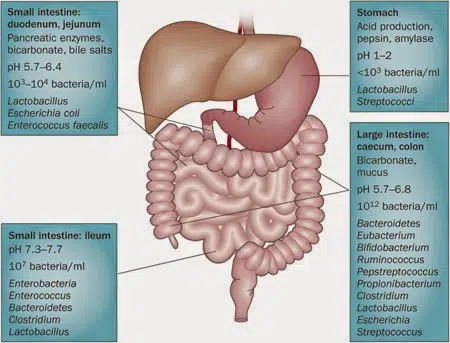 Small intestine:
duodenum, jejunum
Pancreatic enzymes,
bicarbonate, bile salts
pH 5.7–6.4
10³–10⁴ bacteria/ml
Lactobacillus
Escherichia coli
Enterococcus faecalis
Stomach
Acid production,
pepsin, amylase
pH 1–2
<10³ bacteria/ml
Lactobacillus
Streptococci
Large intestine:
caecum, colon
Bicarbonate,
mucus
pH 5.7–6.8
10¹² bacteria/ml
Bacteroidetes
Eubacterium
Bifidobacterium
Ruminococcus
Pepstreptococcus
Propionibacterium
Clostridium
Lactobacillus
Escherichia
Streptococcus
Small intestine: ileum
pH 7.3–7.7
10⁷ bacteria/ml
Enterobacteria
Enterococcus
Bacteroidetes
Clostridium
Lactobacillus